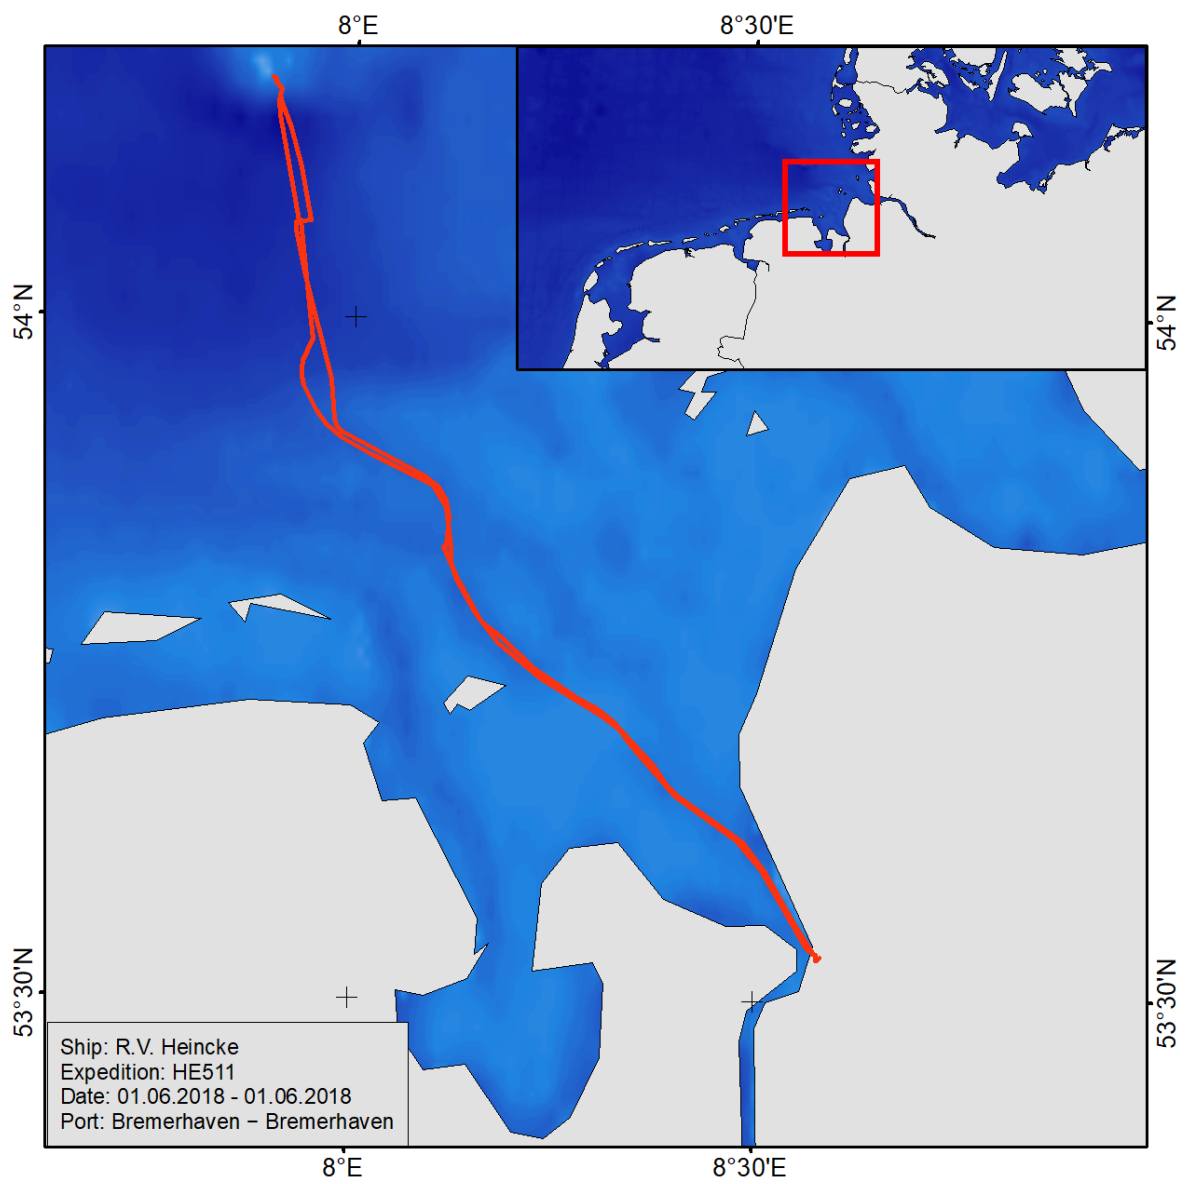 8°E
8°30'E
54°N
54°N
53°30'N
53°30'N
Ship: R.V. Heincke
Expedition: HE511
Date: 01.06.2018 - 01.06.2018
Port: Bremerhaven − Bremerhaven
8°E
8°30'E